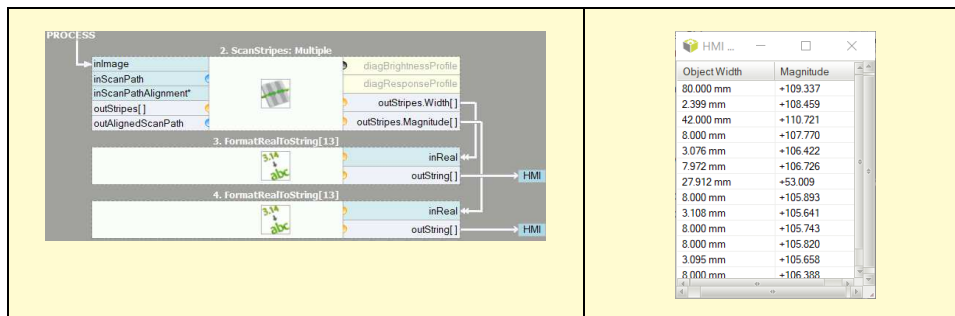 PROCESS
2. ScanStripes: Multiple
inImage
diagBrightnessProfile
inScanPath
diagResponseProfile
inScanPathAlignment*
outStripes.Width[]
outStripes[]
outStripes.Magnitude[]
outAlignedScanPath
3. FormatRealToString[13]
3.14
abc
inReal
outString[]
HMI
4. FormatRealToString[13]
3.14
abc
inReal
outString[]
HMI
HMI ...
Object Width Magnitude
80.000 mm +109.337
2.399 mm +108.459
42.000 mm +110.721
8.000 mm +107.770
3.076 mm +106.422
7.972 mm +106.726
27.912 mm +53.009
8.000 mm +105.893
3.108 mm +105.641
8.000 mm +105.743
8.000 mm +105.820
3.095 mm +105.658
8.000 mm +106.388